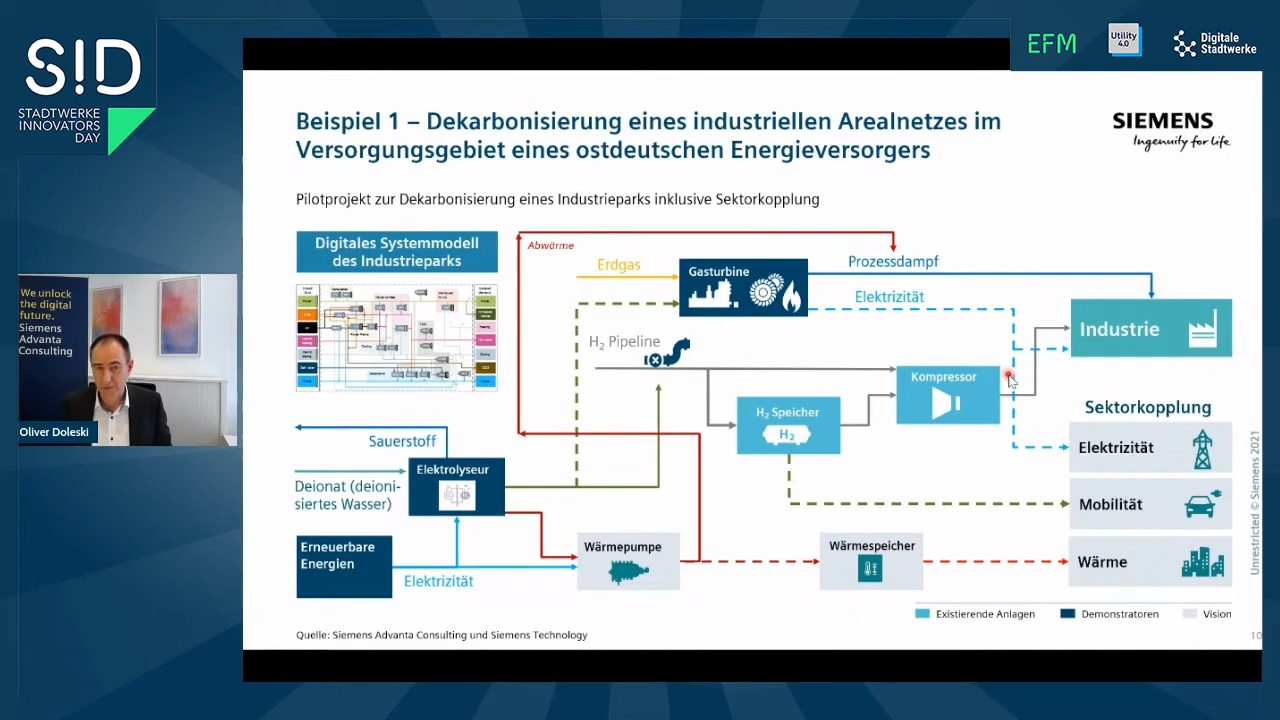 S!D
STADTWERKE
INNOVATORS
DAY
EFM
Utility
4.0
Digitale
Stadtwerke
Beispiel 1 – Dekarbonisierung eines industriellen Arealnetzes im
Versorgungsgebiet eines ostdeutschen Energieversorgers
SIEMENS
Ingenuity for life
Pilotprojekt zur Dekarbonisierung eines Industrieparks inklusive Sektorkopplung
Digitales Systemmodell
des Industrieparks
Abwärme
Erdgas
Gasturbine
Prozessdampf
Elektrizität
H₂ Pipeline
Industrie
Kompressor
H₂ Speicher
H₂
Sektorkopplung
Elektrizität
Mobilität
Wärme
Sauerstoff
Elektrolyseur
Deionat (deioni-
siertes Wasser)
Erneuerbare
Energien
Elektrizität
Wärmepumpe
Wärmespeicher
Existierende Anlagen
Demonstratoren
Vision
Quelle: Siemens Advanta Consulting und Siemens Technology
10
Unrestricted © Siemens 2021
We unlock
the digital
future.
Siemens
Advanta
Consulting
Oliver Doleski